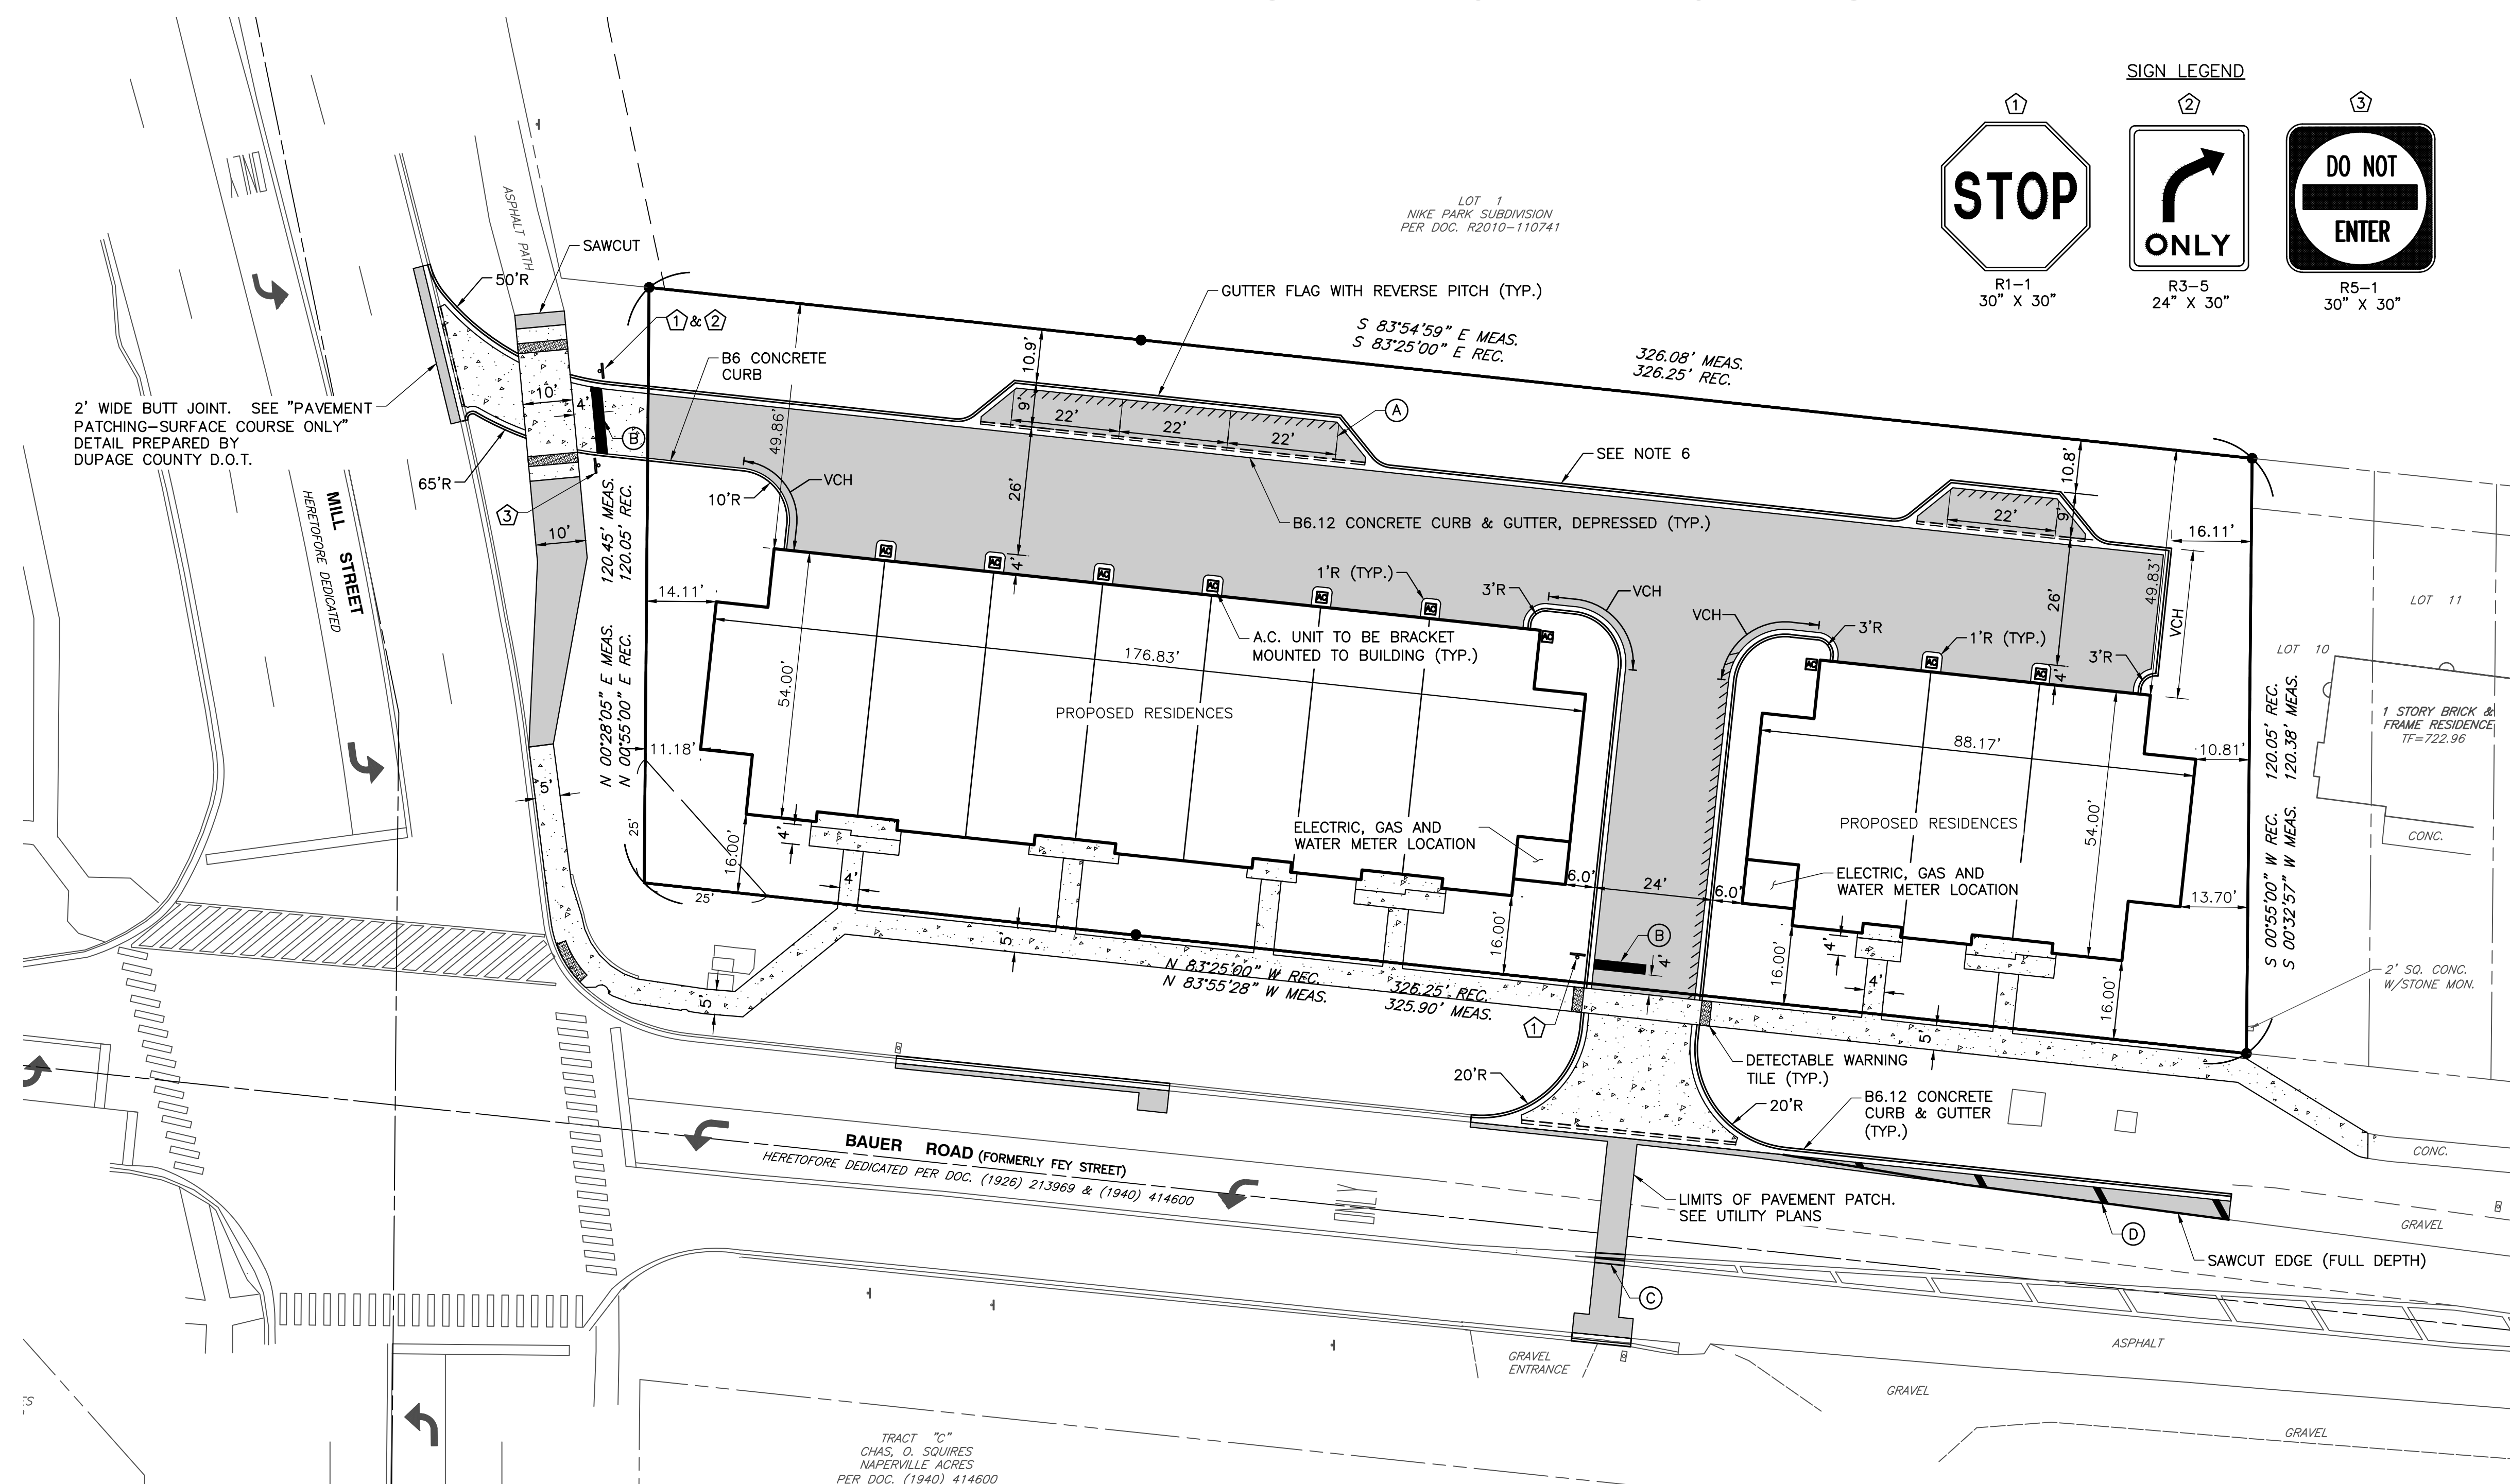 SIGN LEGEND
1
2
3
STOP
ONLY
DO NOT
ENTER
R1-1
30" X 30"
R3-5
24" X 30"
R5-1
30" X 30"
LOT 1
NIKE PARK SUBDIVISION
PER DOC. R2010-110741
ONLY
ASPHALT PATH
SAWCUT
50'R
1 & 2
GUTTER FLAG WITH REVERSE PITCH (TYP.)
S 83°54'59" E MEAS.
S 83°25'00" E REC.
326.08' MEAS.
326.25' REC.
B6 CONCRETE
CURB
10.9'
2' WIDE BUTT JOINT. SEE "PAVEMENT
PATCHING-SURFACE COURSE ONLY"
DETAIL PREPARED BY
DUPAGE COUNTY D.O.T.
10'
4'
B
49.86'
9'
22'
22'
22'
A
SEE NOTE 6
10.8'
65'R
VCH
10'R
26'
B6.12 CONCRETE CURB & GUTTER, DEPRESSED (TYP.)
22'
9'
16.11'
3
10'
MILL STREET
HERETOFORE DEDICATED
120.45' MEAS.
120.05' REC.
N 00°28'05" E MEAS.
N 00°55'00" E REC.
14.11'
AC
AC
AC
AC
AC
AC
AC
4'
1'R (TYP.)
3'R
VCH
VCH
3'R
AC
AC
AC
1'R (TYP.)
26'
4'
3'R
49.83'
VCH
LOT 11
LOT 10
A.C. UNIT TO BE BRACKET
MOUNTED TO BUILDING (TYP.)
176.83'
54.00'
PROPOSED RESIDENCES
88.17'
PROPOSED RESIDENCES
54.00'
10.81'
120.05' REC.
120.38' MEAS.
S 00°55'00" W REC.
S 00°32'57" W MEAS.
1 STORY BRICK &
FRAME RESIDENCE
TF=722.96
CONC.
11.18'
5'
25'
25'
16.00'
4'
4'
ELECTRIC, GAS AND
WATER METER LOCATION
6.0'
24'
6.0'
ELECTRIC, GAS AND
WATER METER LOCATION
13.70'
5'
5'
16.00'
B
4'
16.00'
4'
4'
16.00'
2' SQ. CONC.
W/STONE MON.
N 83°25'00" W REC.
N 83°55'28" W MEAS.
326.25' REC.
325.90' MEAS.
1
5'
DETECTABLE WARNING
TILE (TYP.)
20'R
20'R
B6.12 CONCRETE
CURB & GUTTER
(TYP.)
CONC.
BAUER ROAD (FORMERLY FEY STREET)
HERETOFORE DEDICATED PER DOC. (1926) 213969 & (1940) 414600
LIMITS OF PAVEMENT PATCH.
SEE UTILITY PLANS
D
GRAVEL
SAWCUT EDGE (FULL DEPTH)
C
GRAVEL
ENTRANCE
ASPHALT
GRAVEL
GRAVEL
TRACT "C"
CHAS, O. SQUIRES
NAPERVILLE ACRES
PER DOC. (1940) 414600